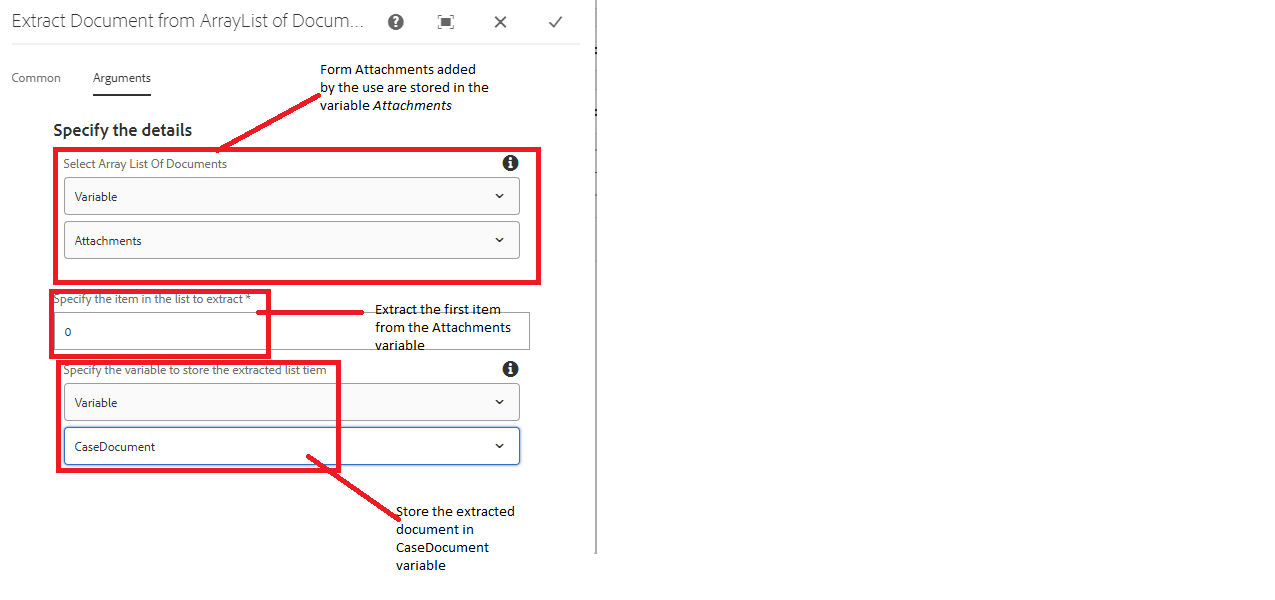 Extract Document from ArrayList of Docum...
Common
Arguments
Form Attachments added
by the use are stored in the
variable Attachments
Specify the details
Select Array List Of Documents
Variable
Attachments
Specify the item in the list to extract *
0
Extract the first item
from the Attachments
variable
Specify the variable to store the extracted list tiem
Variable
CaseDocument
Store the extracted
document in
CaseDocument
variable